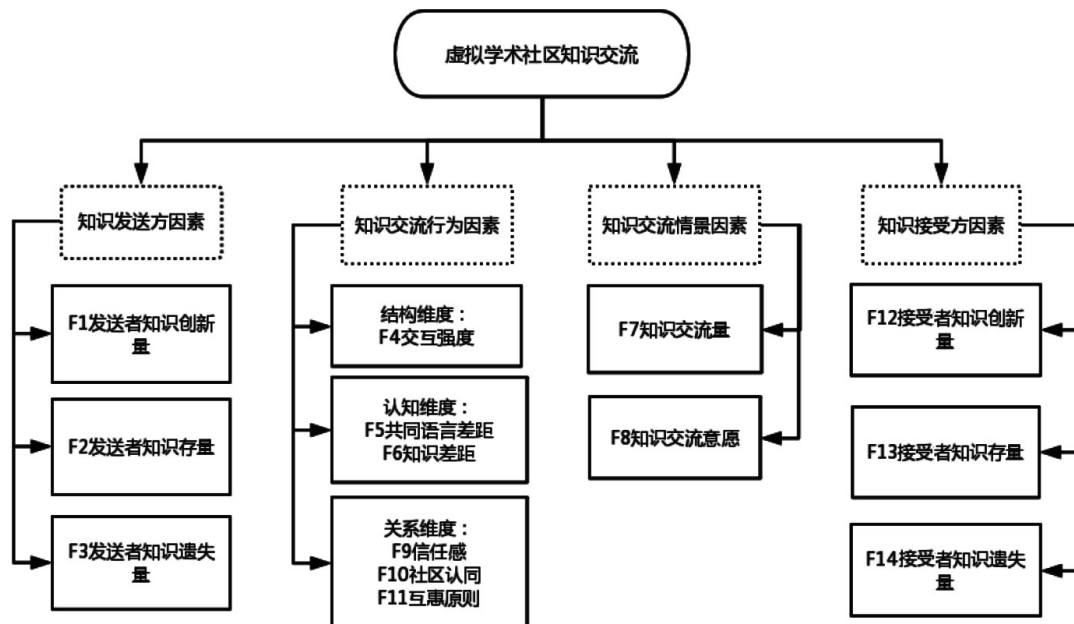 虚拟学术社区知识交流
知识发送方因素
F1发送者知识创新
量
F2发送者知识存量
F3发送者知识遗失
量
知识交流行为因素
结构维度：
F4交互强度
认知维度：
F5共同语言差距
F6知识差距
关系维度：
F9信任感
F10社区认同
F11互惠原则
知识交流情景因素
F7知识交流量
F8知识交流意愿
知识接受方因素
F12接受者知识创新
量
F13接受者知识存量
F14接受者知识遗失
量